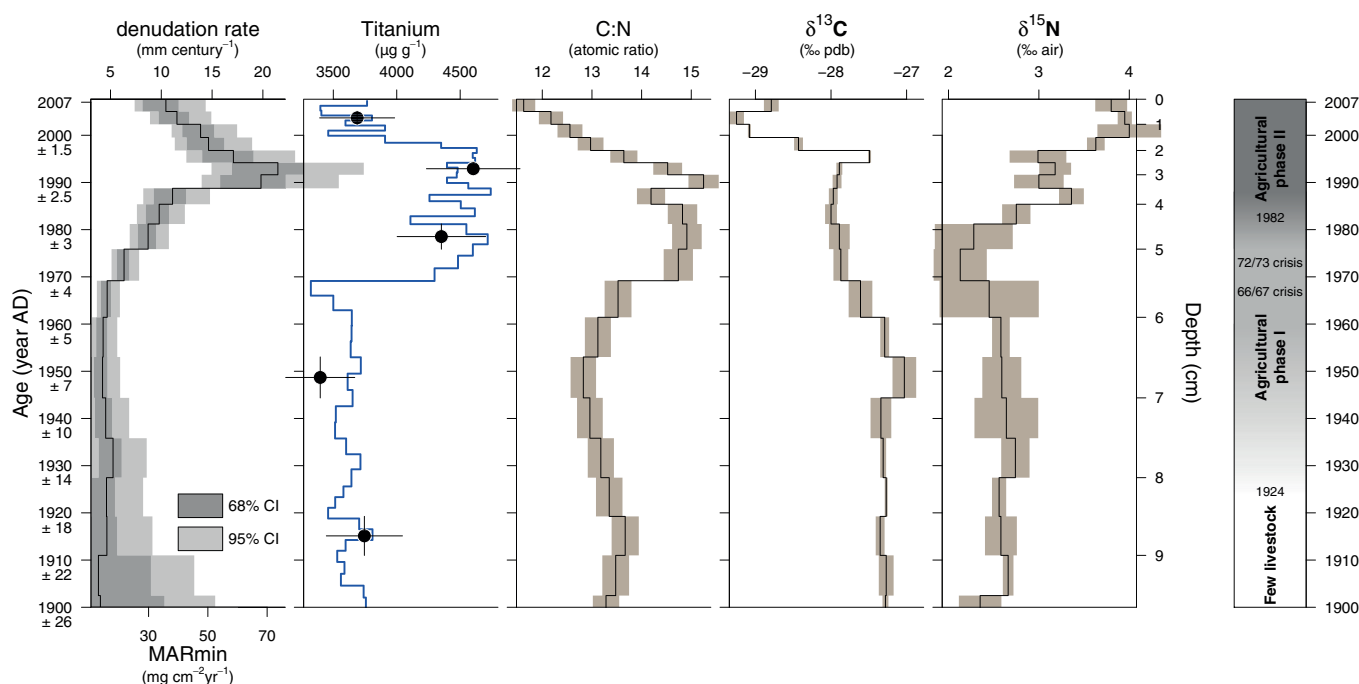 denudation rate
(mm century⁻¹)
5 10 15 20
Titanium
(μg g⁻¹)
3500 4000 4500
C:N
(atomic ratio)
12 13 14 15
δ¹³C
(‰ pdb)
−29 −28 −27
δ¹⁵N
(‰ air)
2 3 4
Age (year AD)
2007
2000
± 1.5
1990
± 2.5
1980
± 3
1970
± 4
1960
± 5
1950
± 7
1940
± 10
1930
± 14
1920
± 18
1910
± 22
1900
± 26
68% CI
95% CI
30 50 70
MARmin
(mg cm⁻²yr⁻¹)
Depth (cm)
0
1
2
3
4
5
6
7
8
9
Agricultural
phase II
1982
72/73 crisis
66/67 crisis
Agricultural
phase I
1924
Few livestock
2007
2000
1990
1980
1970
1960
1950
1940
1930
1920
1910
1900